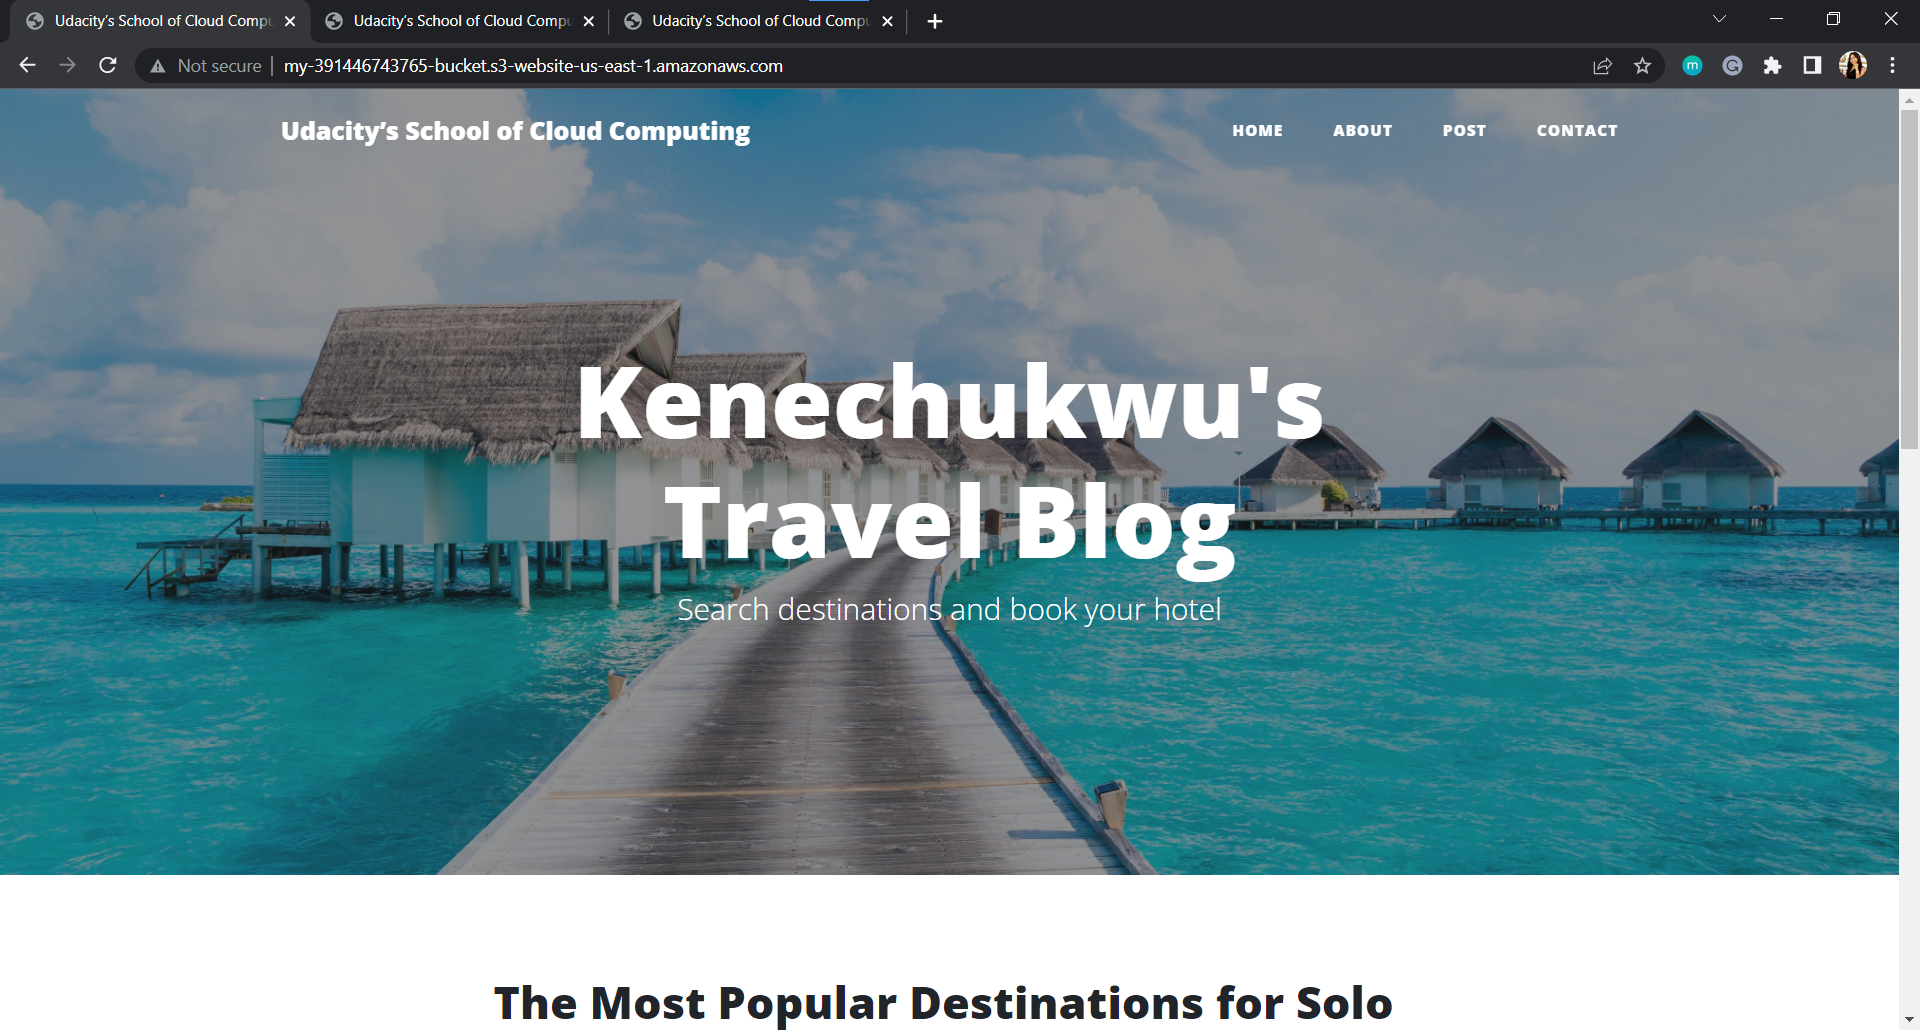 Udacity’s School of Cloud Compu
Udacity’s School of Cloud Compu
Udacity’s School of Cloud Compu
Not secure
my-391446743765-bucket.s3-website-us-east-1.amazonaws.com
m
G
Udacity’s School of Cloud Computing
HOME
ABOUT
POST
CONTACT
Kenechukwu's
Travel Blog
Search destinations and book your hotel
The Most Popular Destinations for Solo